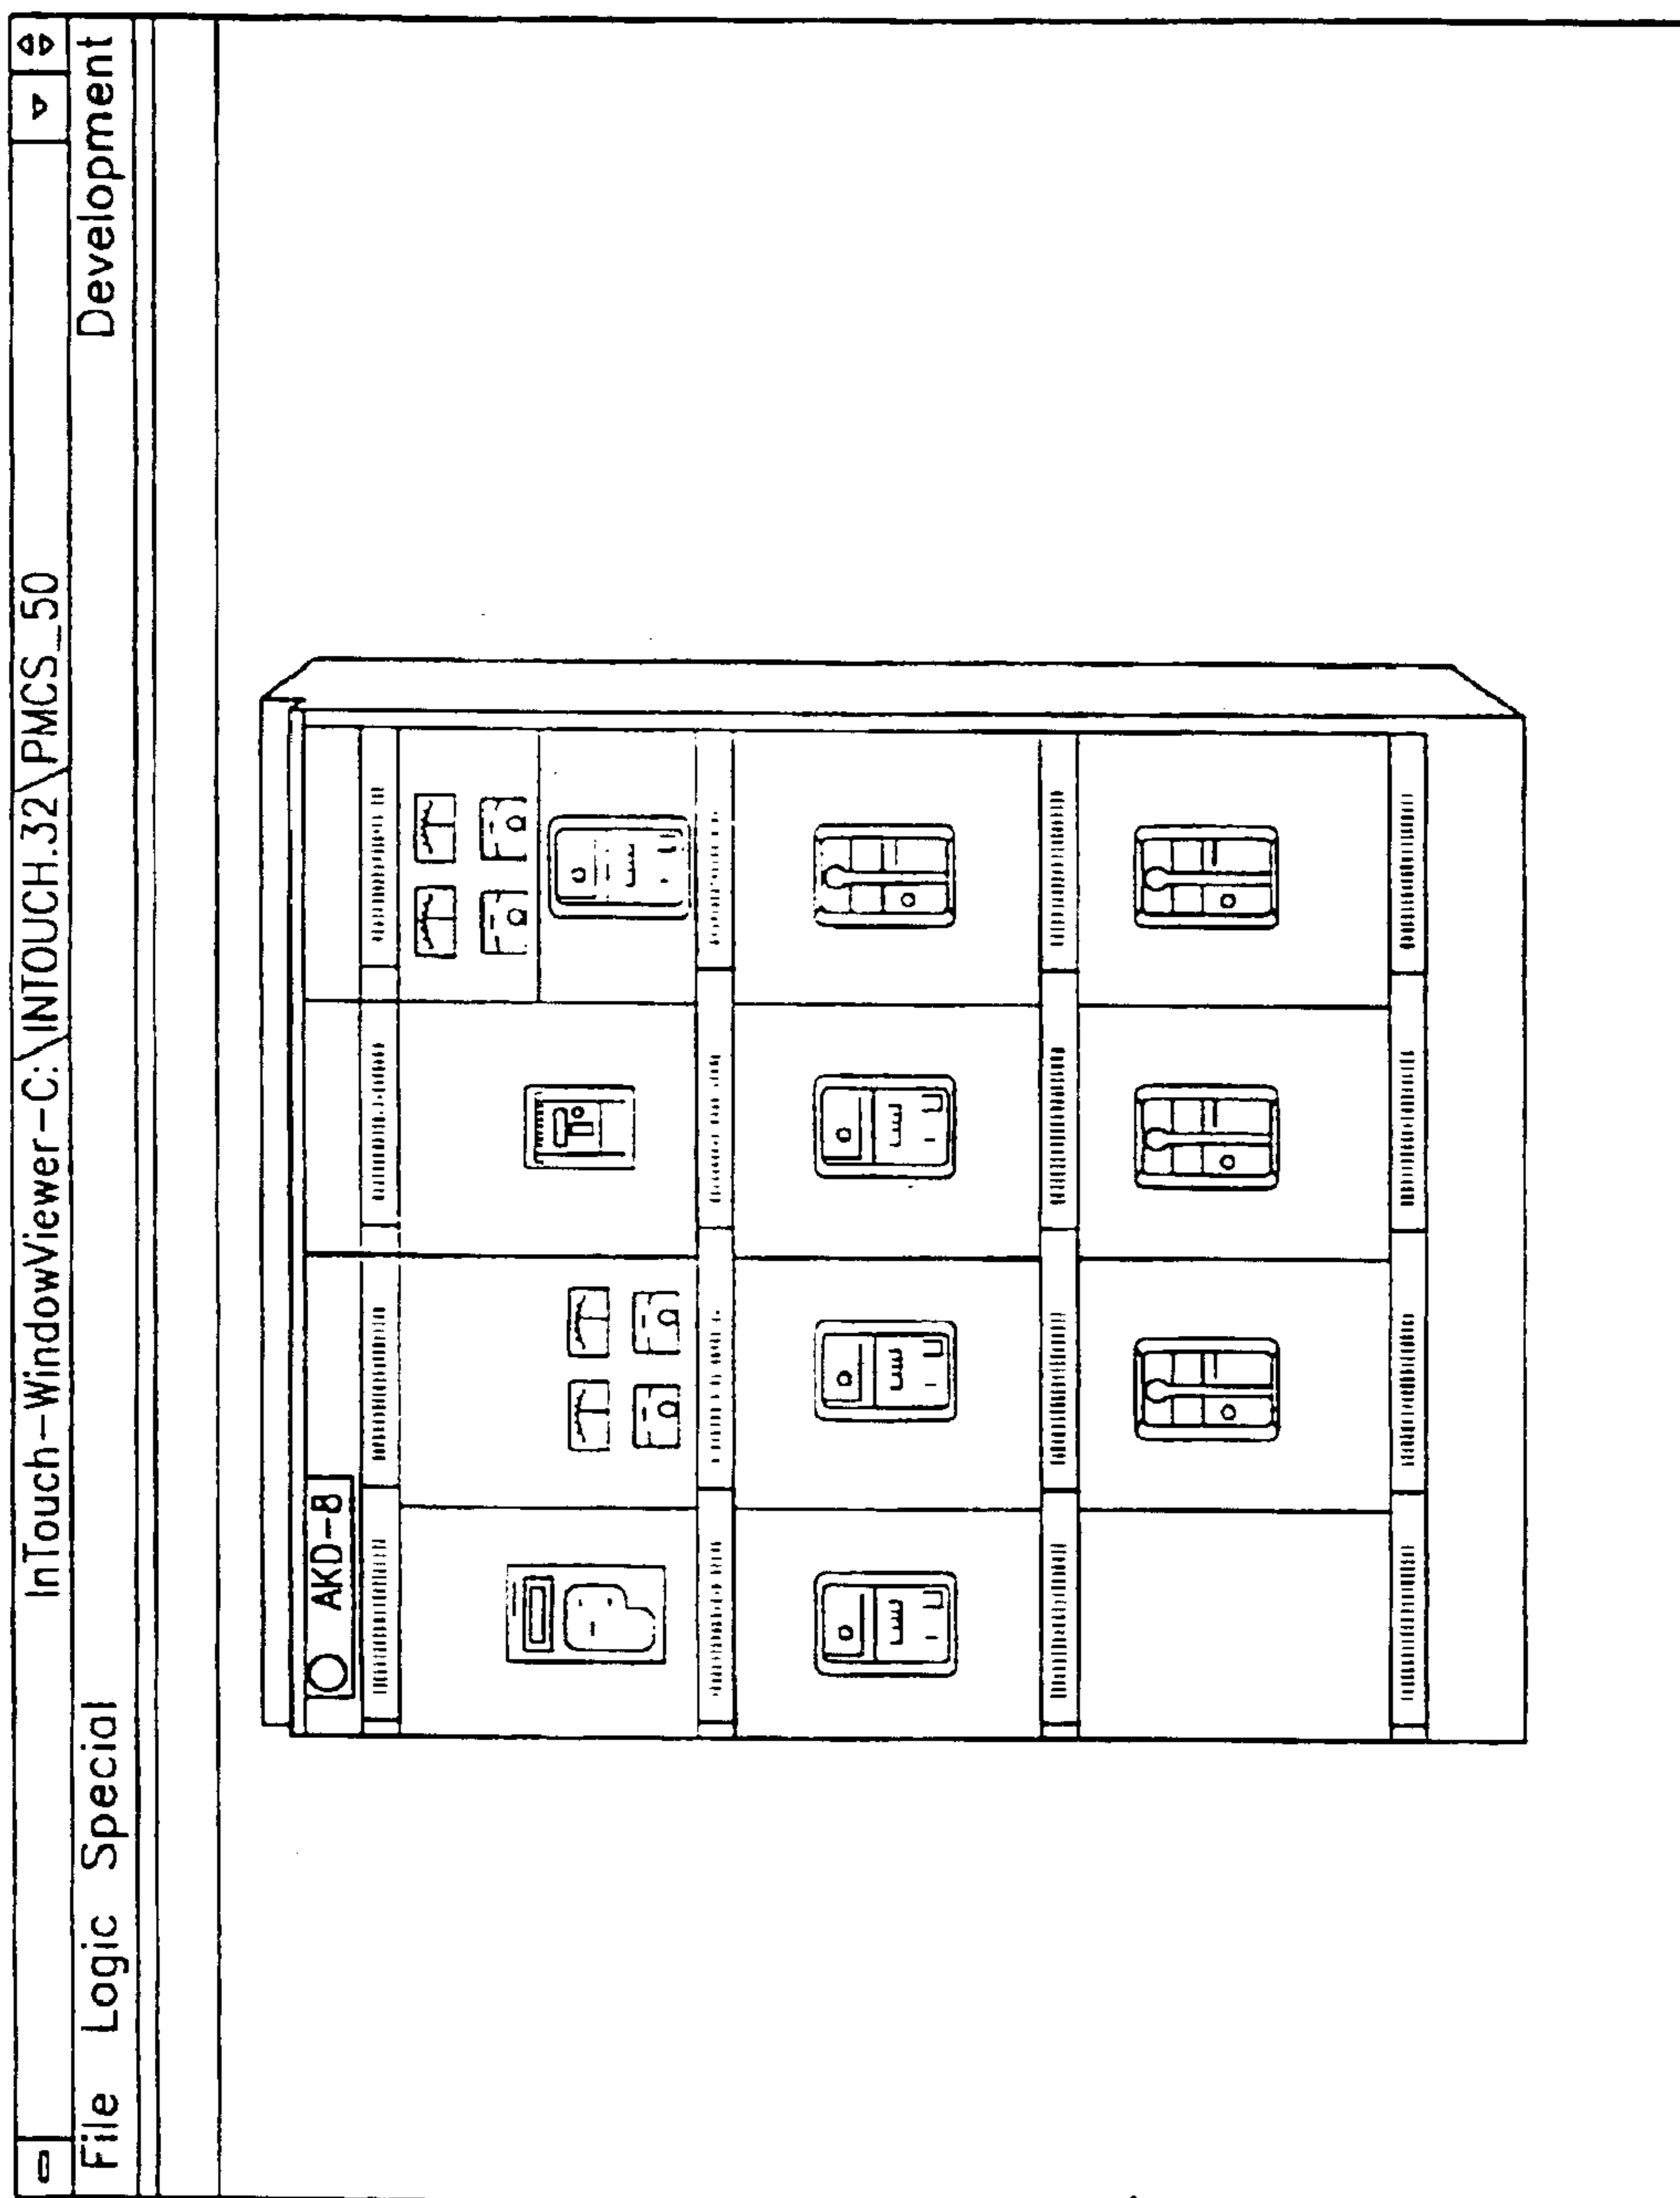 InTouch-WindowViewer-C:\INTOUCH.32\PMCS_50
File Logic Special Development
AKD-8